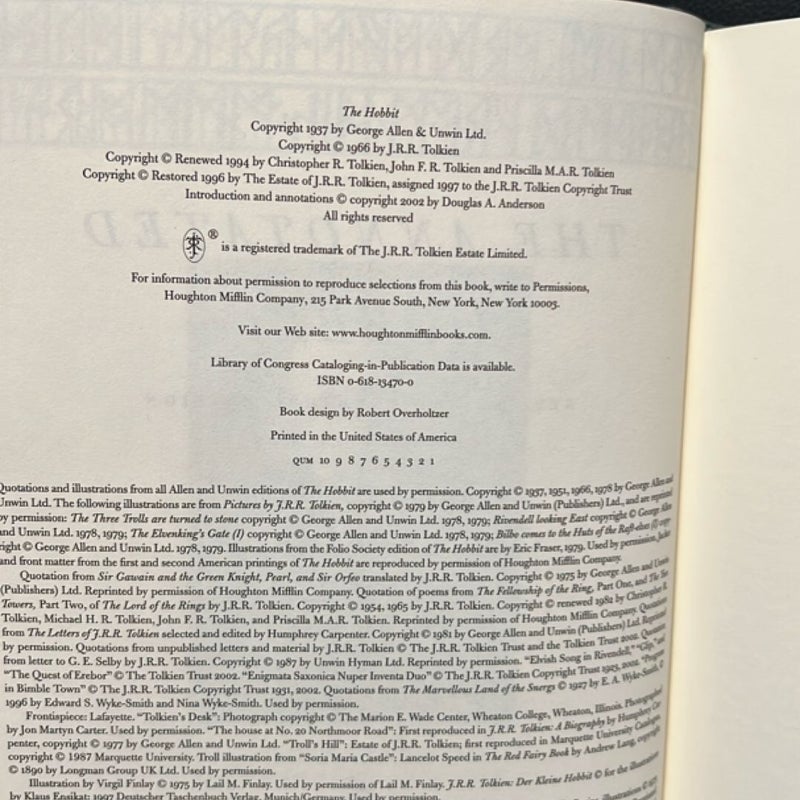 The Hobbit
Copyright 1937 by George Allen & Unwin Ltd.
Copyright © 1966 by J.R.R. Tolkien
Copyright © Renewed 1994 by Christopher R. Tolkien, John F. R. Tolkien and Priscilla M.A.R. Tolkien
Copyright © Restored 1996 by The Estate of J.R.R. Tolkien, assigned 1997 to the J.R.R. Tolkien Copyright Trust
Introduction and annotations © copyright 2002 by Douglas A. Anderson
All rights reserved
® is a registered trademark of The J.R.R. Tolkien Estate Limited.
For information about permission to reproduce selections from this book, write to Permissions,
Houghton Mifflin Company, 215 Park Avenue South, New York, New York 10003.
Visit our Web site: www.houghtonmifflinbooks.com.
Library of Congress Cataloging-in-Publication Data is available.
ISBN 0-618-13470-0
Book design by Robert Overholtzer
Printed in the United States of America
QUM 10 9 8 7 6 5 4 3 2 1
Quotations and illustrations from all Allen and Unwin editions of The Hobbit are used by permission. Copyright © 1937, 1951, 1966, 1978 by George Allen and
Unwin Ltd. The following illustrations are from Pictures by J.R.R. Tolkien, copyright © 1979 by George Allen and Unwin (Publishers) Ltd., and are reprinted
by permission: The Three Trolls are turned to stone copyright © George Allen and Unwin Ltd. 1978, 1979; Rivendell looking East copyright © George Allen
and Unwin Ltd. 1978, 1979; The Elvenking's Gate (I) copyright © George Allen and Unwin Ltd. 1978, 1979; Bilbo comes to the Huts of the Raft-elves (I) copy-
right © George Allen and Unwin Ltd. 1978, 1979. Illustrations from the Folio Society edition of The Hobbit are by Eric Fraser, 1979. Used by permission. Jacket
and front matter from the first and second American printings of The Hobbit are reproduced by permission of Houghton Mifflin Company.
Quotation from Sir Gawain and the Green Knight, Pearl, and Sir Orfeo translated by J.R.R. Tolkien. Copyright © 1975 by George Allen and Unwin
(Publishers) Ltd. Reprinted by permission of Houghton Mifflin Company. Quotation of poems from The Fellowship of the Ring, Part One, and The Two
Towers, Part Two, of The Lord of the Rings by J.R.R. Tolkien. Copyright © 1954, 1965 by J.R.R. Tolkien. Copyright © renewed 1982 by Christopher R.
Tolkien, Michael H. R. Tolkien, John F. R. Tolkien, and Priscilla M.A.R. Tolkien. Reprinted by permission of Houghton Mifflin Company. Quotations
from The Letters of J.R.R. Tolkien selected and edited by Humphrey Carpenter. Copyright © 1981 by George Allen and Unwin (Publishers) Ltd. Reprinted
by permission. Quotations from unpublished letters and material by J.R.R. Tolkien © The J.R.R. Tolkien Trust and the Tolkien Trust 2002. Quotation
from letter to G. E. Selby by J.R.R. Tolkien. Copyright © 1987 by Unwin Hyman Ltd. Reprinted by permission. “Elvish Song in Rivendell,” “Glip,” and
“The Quest of Erebor” © The Tolkien Trust 2002. “Enigmata Saxonica Nuper Inventa Duo” © The J.R.R. Tolkien Copyright Trust 1923, 2002. “Progress
in Bimble Town” © The J.R.R. Tolkien Copyright Trust 1931, 2002. Quotations from The Marvellous Land of the Snergs © 1927 by E. A. Wyke-Smith, ©
1996 by Edward S. Wyke-Smith and Nina Wyke-Smith. Used by permission.
Frontispiece: Lafayette. “Tolkien's Desk”: Photograph copyright © The Marion E. Wade Center, Wheaton College, Wheaton, Illinois. Photographed
by Jon Martyn Carter. Used by permission. “The house at No. 20 Northmoor Road”: First reproduced in J.R.R. Tolkien: A Biography by Humphrey Car-
penter, copyright © 1977 by George Allen and Unwin Ltd. “Troll's Hill”: Estate of J.R.R. Tolkien; first reproduced in Marquette University Catalogue,
copyright © 1987 Marquette University. Troll illustration from “Soria Maria Castle”: Lancelot Speed in The Red Fairy Book by Andrew Lang, copyright
© 1890 by Longman Group UK Ltd. Used by permission.
Illustration by Virgil Finlay © 1975 by Lail M. Finlay. Used by permission of Lail M. Finlay. J.R.R. Tolkien: Der Kleine Hobbit © for the illustrations
by Klaus Ensikat: 1997 Deutscher Taschenbuch Verlag, Munich/Germany. Used by permission.